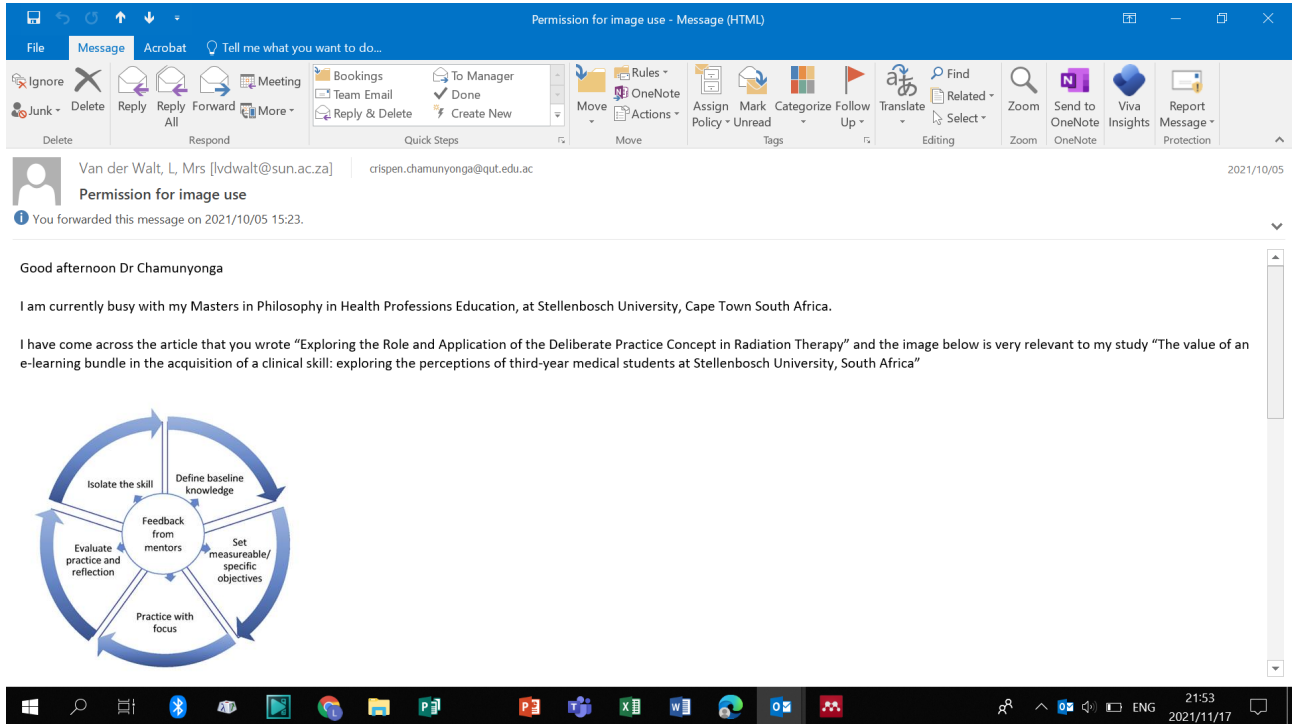 Permission for image use - Message (HTML)
File Message Acrobat Tell me what you want to do...
Ignore
Junk
Delete
Delete
Reply
Reply All
Forward
Meeting
More
Respond
Bookings
Team Email
Reply & Delete
To Manager
Done
Create New
Quick Steps
Move
Rules
OneNote
Actions
Move
Assign Policy
Mark Unread
Categorize
Follow Up
Tags
Translate
Find
Related
Select
Editing
Zoom
Zoom
Send to OneNote
OneNote
Viva Insights
Report Message
Protection
Van der Walt, L, Mrs [lvdwalt@sun.ac.za] crispen.chamunyonga@qut.edu.ac 2021/10/05
Permission for image use
You forwarded this message on 2021/10/05 15:23.
Good afternoon Dr Chamunyonga
I am currently busy with my Masters in Philosophy in Health Professions Education, at Stellenbosch University, Cape Town South Africa.
I have come across the article that you wrote “Exploring the Role and Application of the Deliberate Practice Concept in Radiation Therapy” and the image below is very relevant to my study “The value of an
e-learning bundle in the acquisition of a clinical skill: exploring the perceptions of third-year medical students at Stellenbosch University, South Africa”
Isolate the skill
Define baseline
knowledge
Feedback
from
mentors
Set
measureable/
specific
objectives
Evaluate
practice and
reflection
Practice with
focus
ENG
21:53
2021/11/17